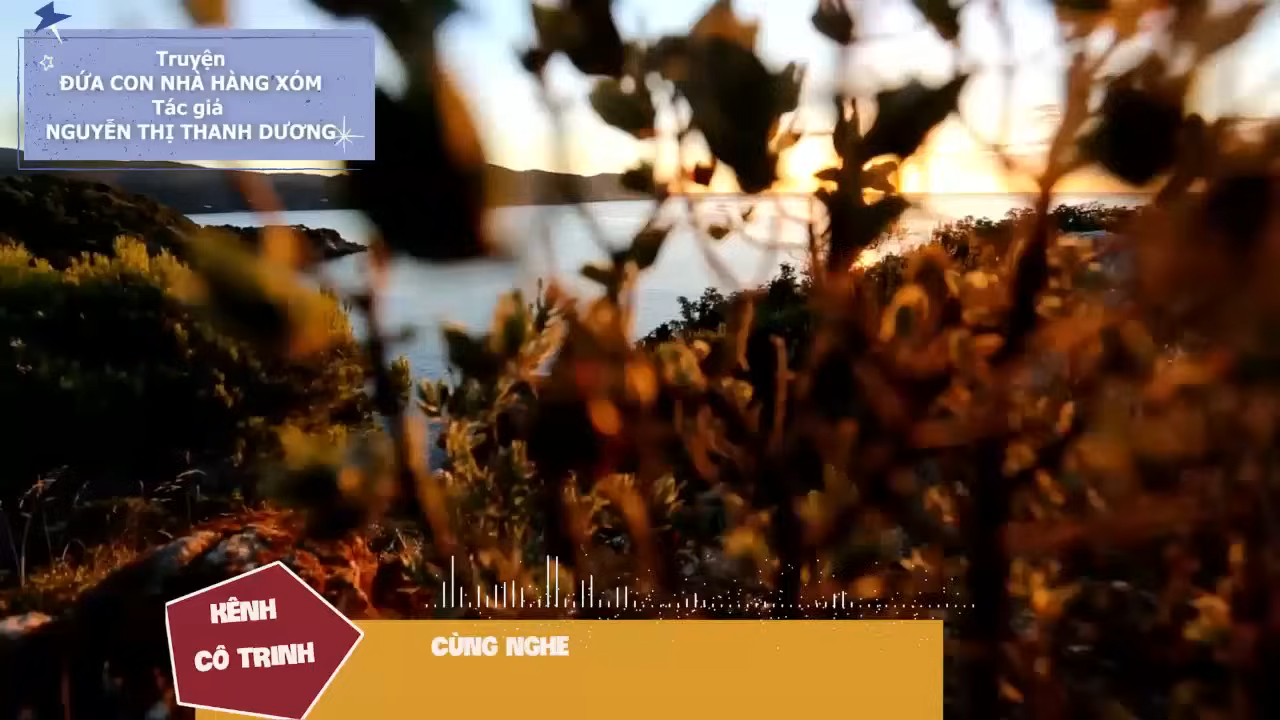 Truyện
ĐỨA CON NHÀ HÀNG XÓM
Tác giả
NGUYỄN THỊ THANH DƯƠNG
KÊNH
CÔ TRINH
CÙNG NGHE